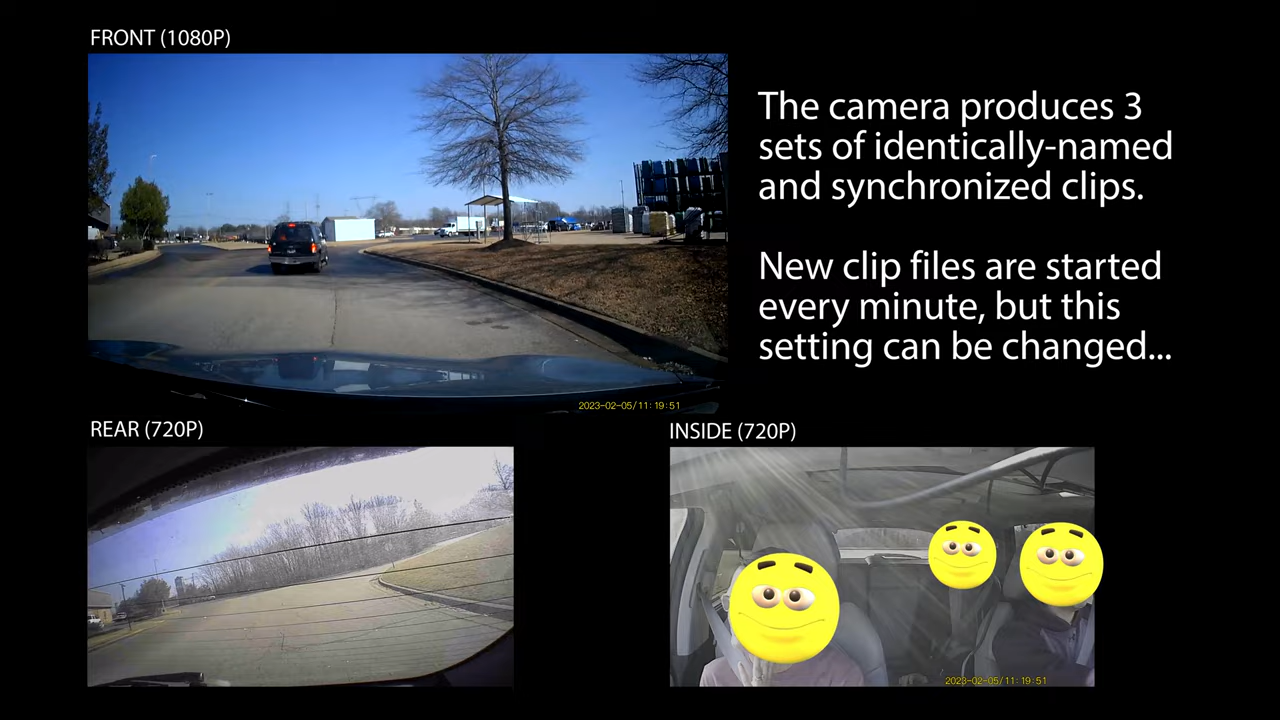 FRONT (1080P)
The camera produces 3
sets of identically-named
and synchronized clips.
New clip files are started
every minute, but this
setting can be changed...
2023-02-05/11:19:51
REAR (720P)
INSIDE (720P)
2023-02-05/11:19:51